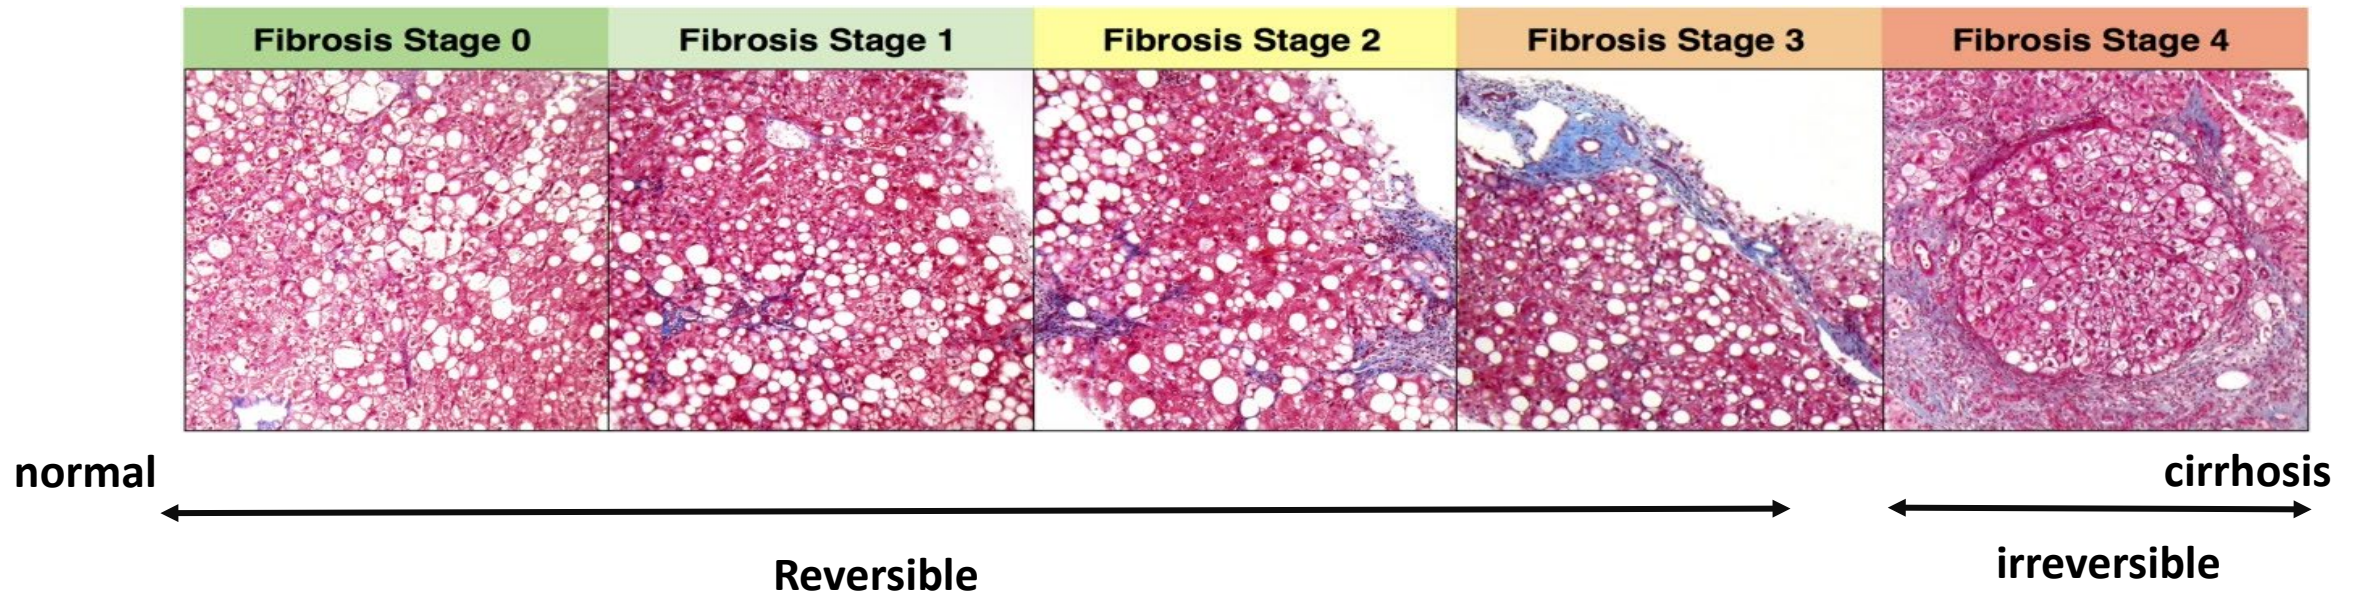 Fibrosis Stage 0
Fibrosis Stage 1
Fibrosis Stage 2
Fibrosis Stage 3
Fibrosis Stage 4
normal
cirrhosis
Reversible
irreversible